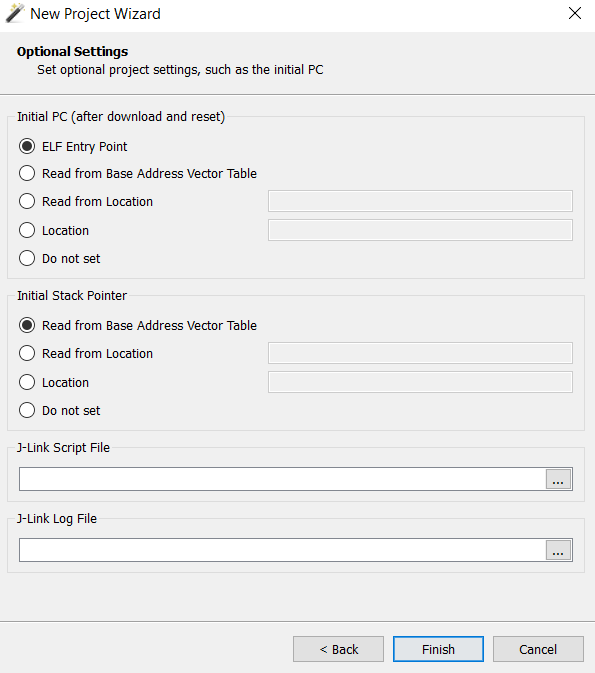 New Project Wizard
Optional Settings
Set optional project settings, such as the initial PC
Initial PC (after download and reset)
ELF Entry Point
Read from Base Address Vector Table
Read from Location
Location
Do not set
Initial Stack Pointer
Read from Base Address Vector Table
Read from Location
Location
Do not set
J-Link Script File
...
J-Link Log File
...
< Back Finish Cancel